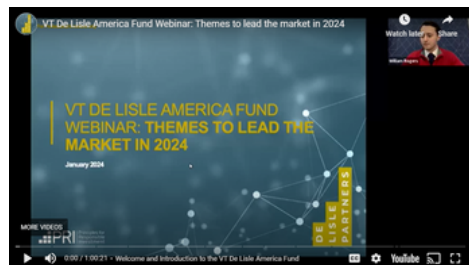 VT De Lisle America Fund Webinar: Themes to lead the market in 2024
Watch later
Share
William Rogers
VT DE LISLE AMERICA FUND
WEBINAR: THEMES TO LEAD THE
MARKET IN 2024
January 2024
DE
LISLE
PARTNERS
MORE VIDEOS
PRI
0:00 / 1:00:21 • Welcome and Introduction to the VT De Lisle America Fund
CC
YouTube